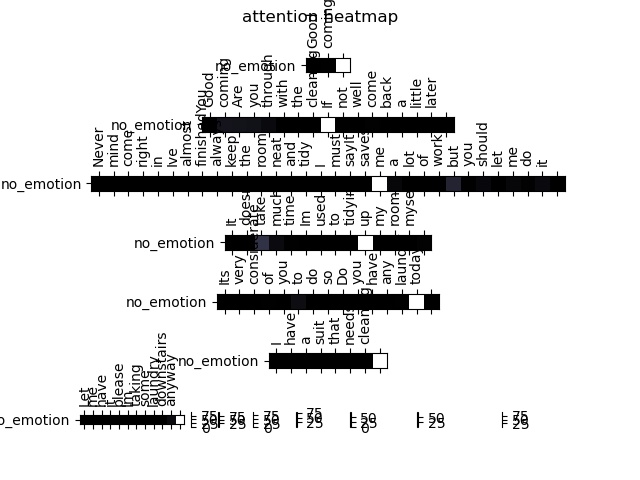 attention heatmap
Good coming
no_emotion
Good coming Are you through with the cleaning If not well come back a little later
no_emotion
Never mind come right in Ive almost finished You always keep the room neat and tidy I must say It saves me a lot of work but you should let me do it
no_emotion
It take much time Im used to up my room
no_emotion
Its very considerate of you to do so Do you have any today
no_emotion
I have a suit that needs cleaning
no_emotion
Let me have it please Im taking some laundry downstairs anyway
no_emotion